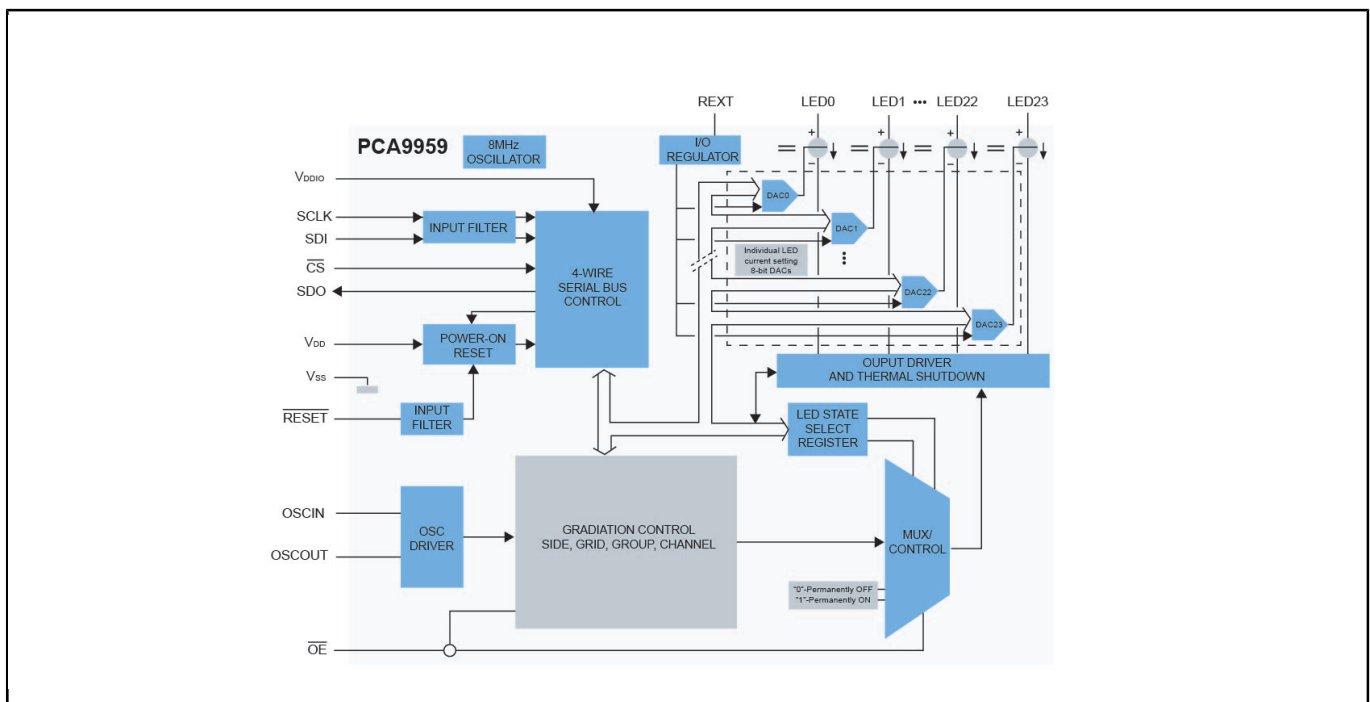 REXT LED0 LED1 ••• LED22 LED23
PCA9959
8MHz
OSCILLATOR
I/O
REGULATOR
+ + + +
= = = =
- - - -
VDDIO
SCLK
SDI
INPUT FILTER
CS
SDO
4-WIRE
SERIAL BUS
CONTROL
VDD
POWER-ON
RESET
VSS
RESET
INPUT
FILTER
DAC0
DAC1
Individual LED
current setting
8-bit DACs
DAC22
DAC23
OUPUT DRIVER
AND THERMAL SHUTDOWN
LED STATE
SELECT
REGISTER
OSCIN
OSCOUT
OSC
DRIVER
GRADIATION CONTROL
SIDE, GRID, GROUP, CHANNEL
MUX/
CONTROL
"0"-Permanently OFF
"1"-Permanently ON
OE